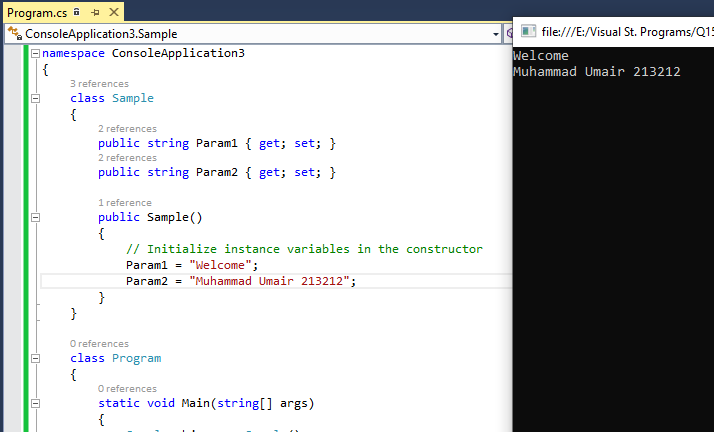 Program.cs
ConsoleApplication3.Sample
namespace ConsoleApplication3
{
3 references
class Sample
{
2 references
public string Param1 { get; set; }
2 references
public string Param2 { get; set; }
1 reference
public Sample()
{
// Initialize instance variables in the constructor
Param1 = "Welcome";
Param2 = "Muhammad Umair 213212";
}
}
0 references
class Program
{
0 references
static void Main(string[] args)
{
file:///E:/Visual St. Programs/Q15
Welcome
Muhammad Umair 213212